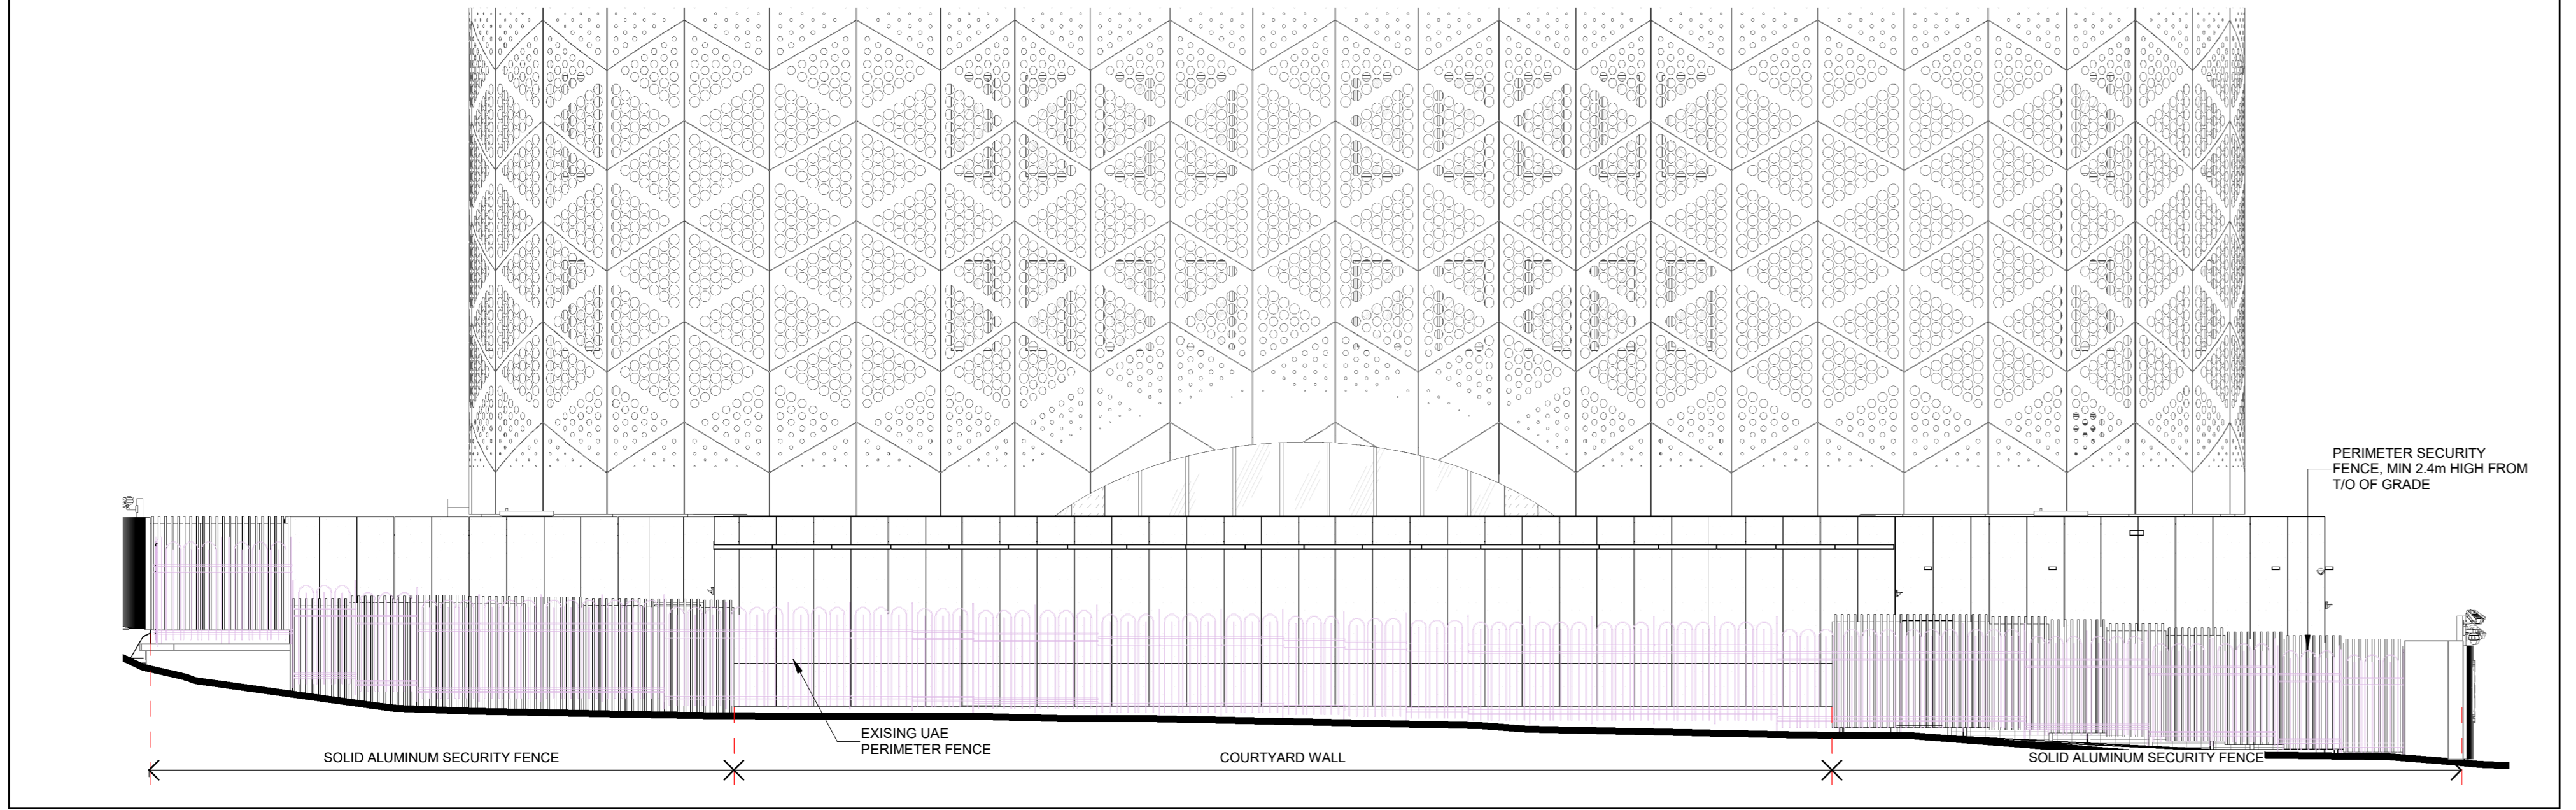 PERIMETER SECURITY
FENCE, MIN 2.4m HIGH FROM
T/O OF GRADE
EXISING UAE
PERIMETER FENCE
SOLID ALUMINUM SECURITY FENCE
COURTYARD WALL
SOLID ALUMINUM SECURITY FENCE